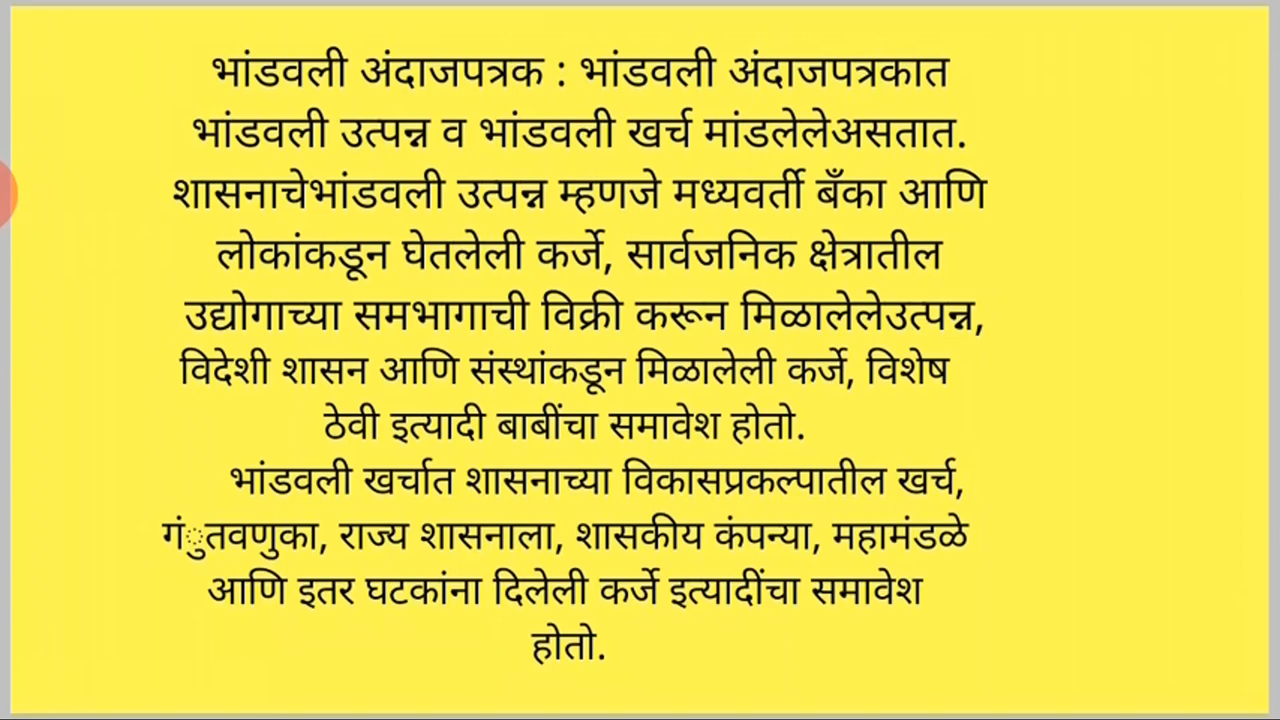 भांडवली अंदाजपत्रक : भांडवली अंदाजपत्रकात
भांडवली उत्पन्न व भांडवली खर्च मांडलेलेअसतात.
शासनाचेभांडवली उत्पन्न म्हणजे मध्यवर्ती बँका आणि
लोकांकडून घेतलेली कर्जे, सार्वजनिक क्षेत्रातील
उद्योगाच्या समभागाची विक्री करून मिळालेलेउत्पन्न,
विदेशी शासन आणि संस्थांकडून मिळालेली कर्जे, विशेष
ठेवी इत्यादी बाबींचा समावेश होतो.
भांडवली खर्चात शासनाच्या विकासप्रकल्पातील खर्च,
गंुतवणुका, राज्य शासनाला, शासकीय कंपन्या, महामंडळे
आणि इतर घटकांना दिलेली कर्जे इत्यादींचा समावेश
होतो.